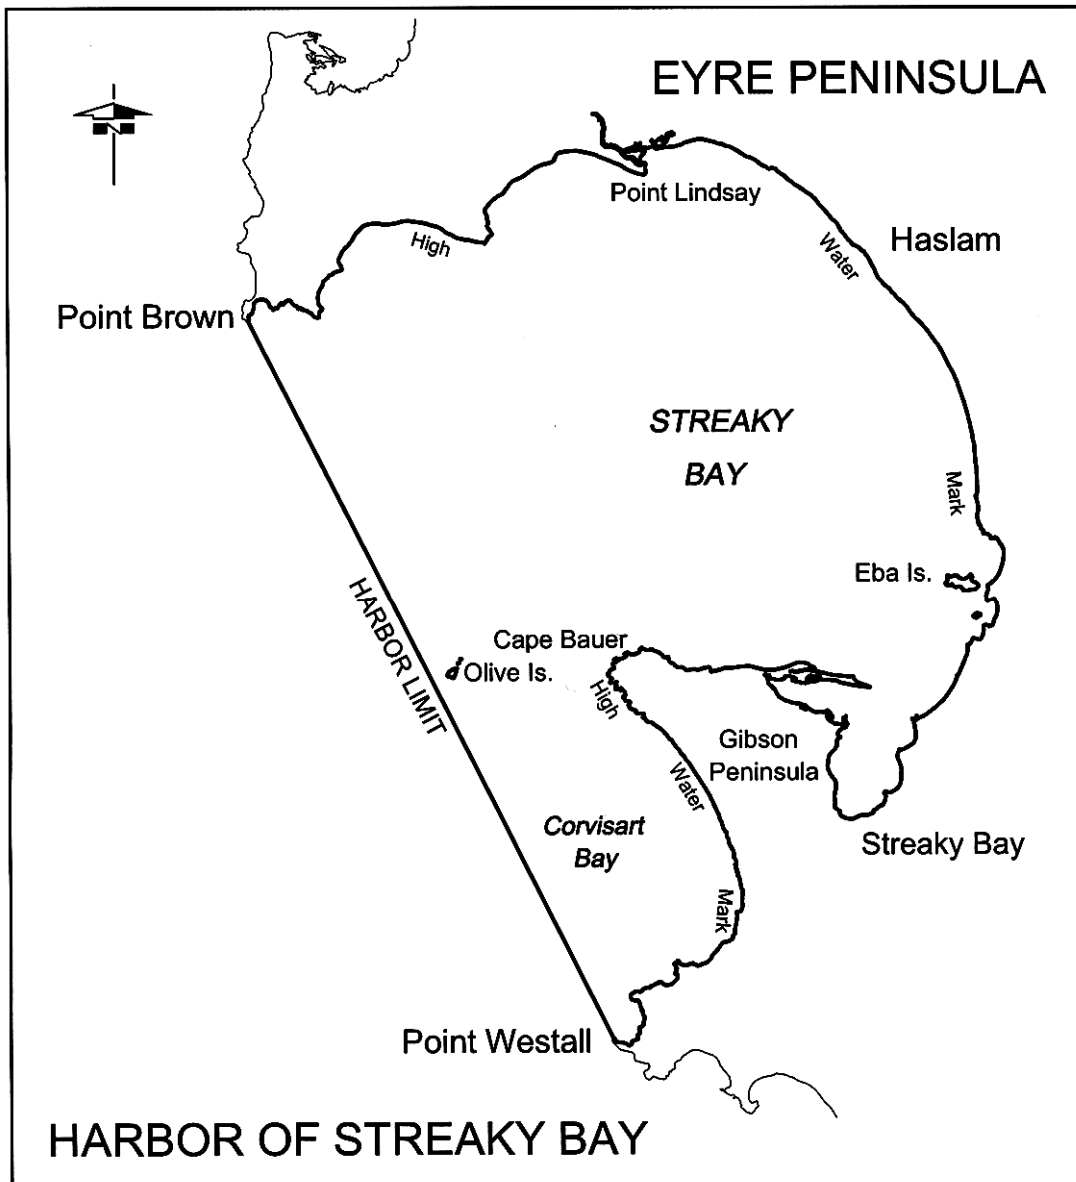 EYRE PENINSULA
N
Point Lindsay
High
Water
Haslam
Point Brown
STREAKY
BAY
Mark
Eba Is.
HARBOR LIMIT
Cape Bauer
Olive Is.
High
Gibson
Peninsula
Water
Corvisart
Bay
Streaky Bay
Mark
Point Westall
HARBOR OF STREAKY BAY